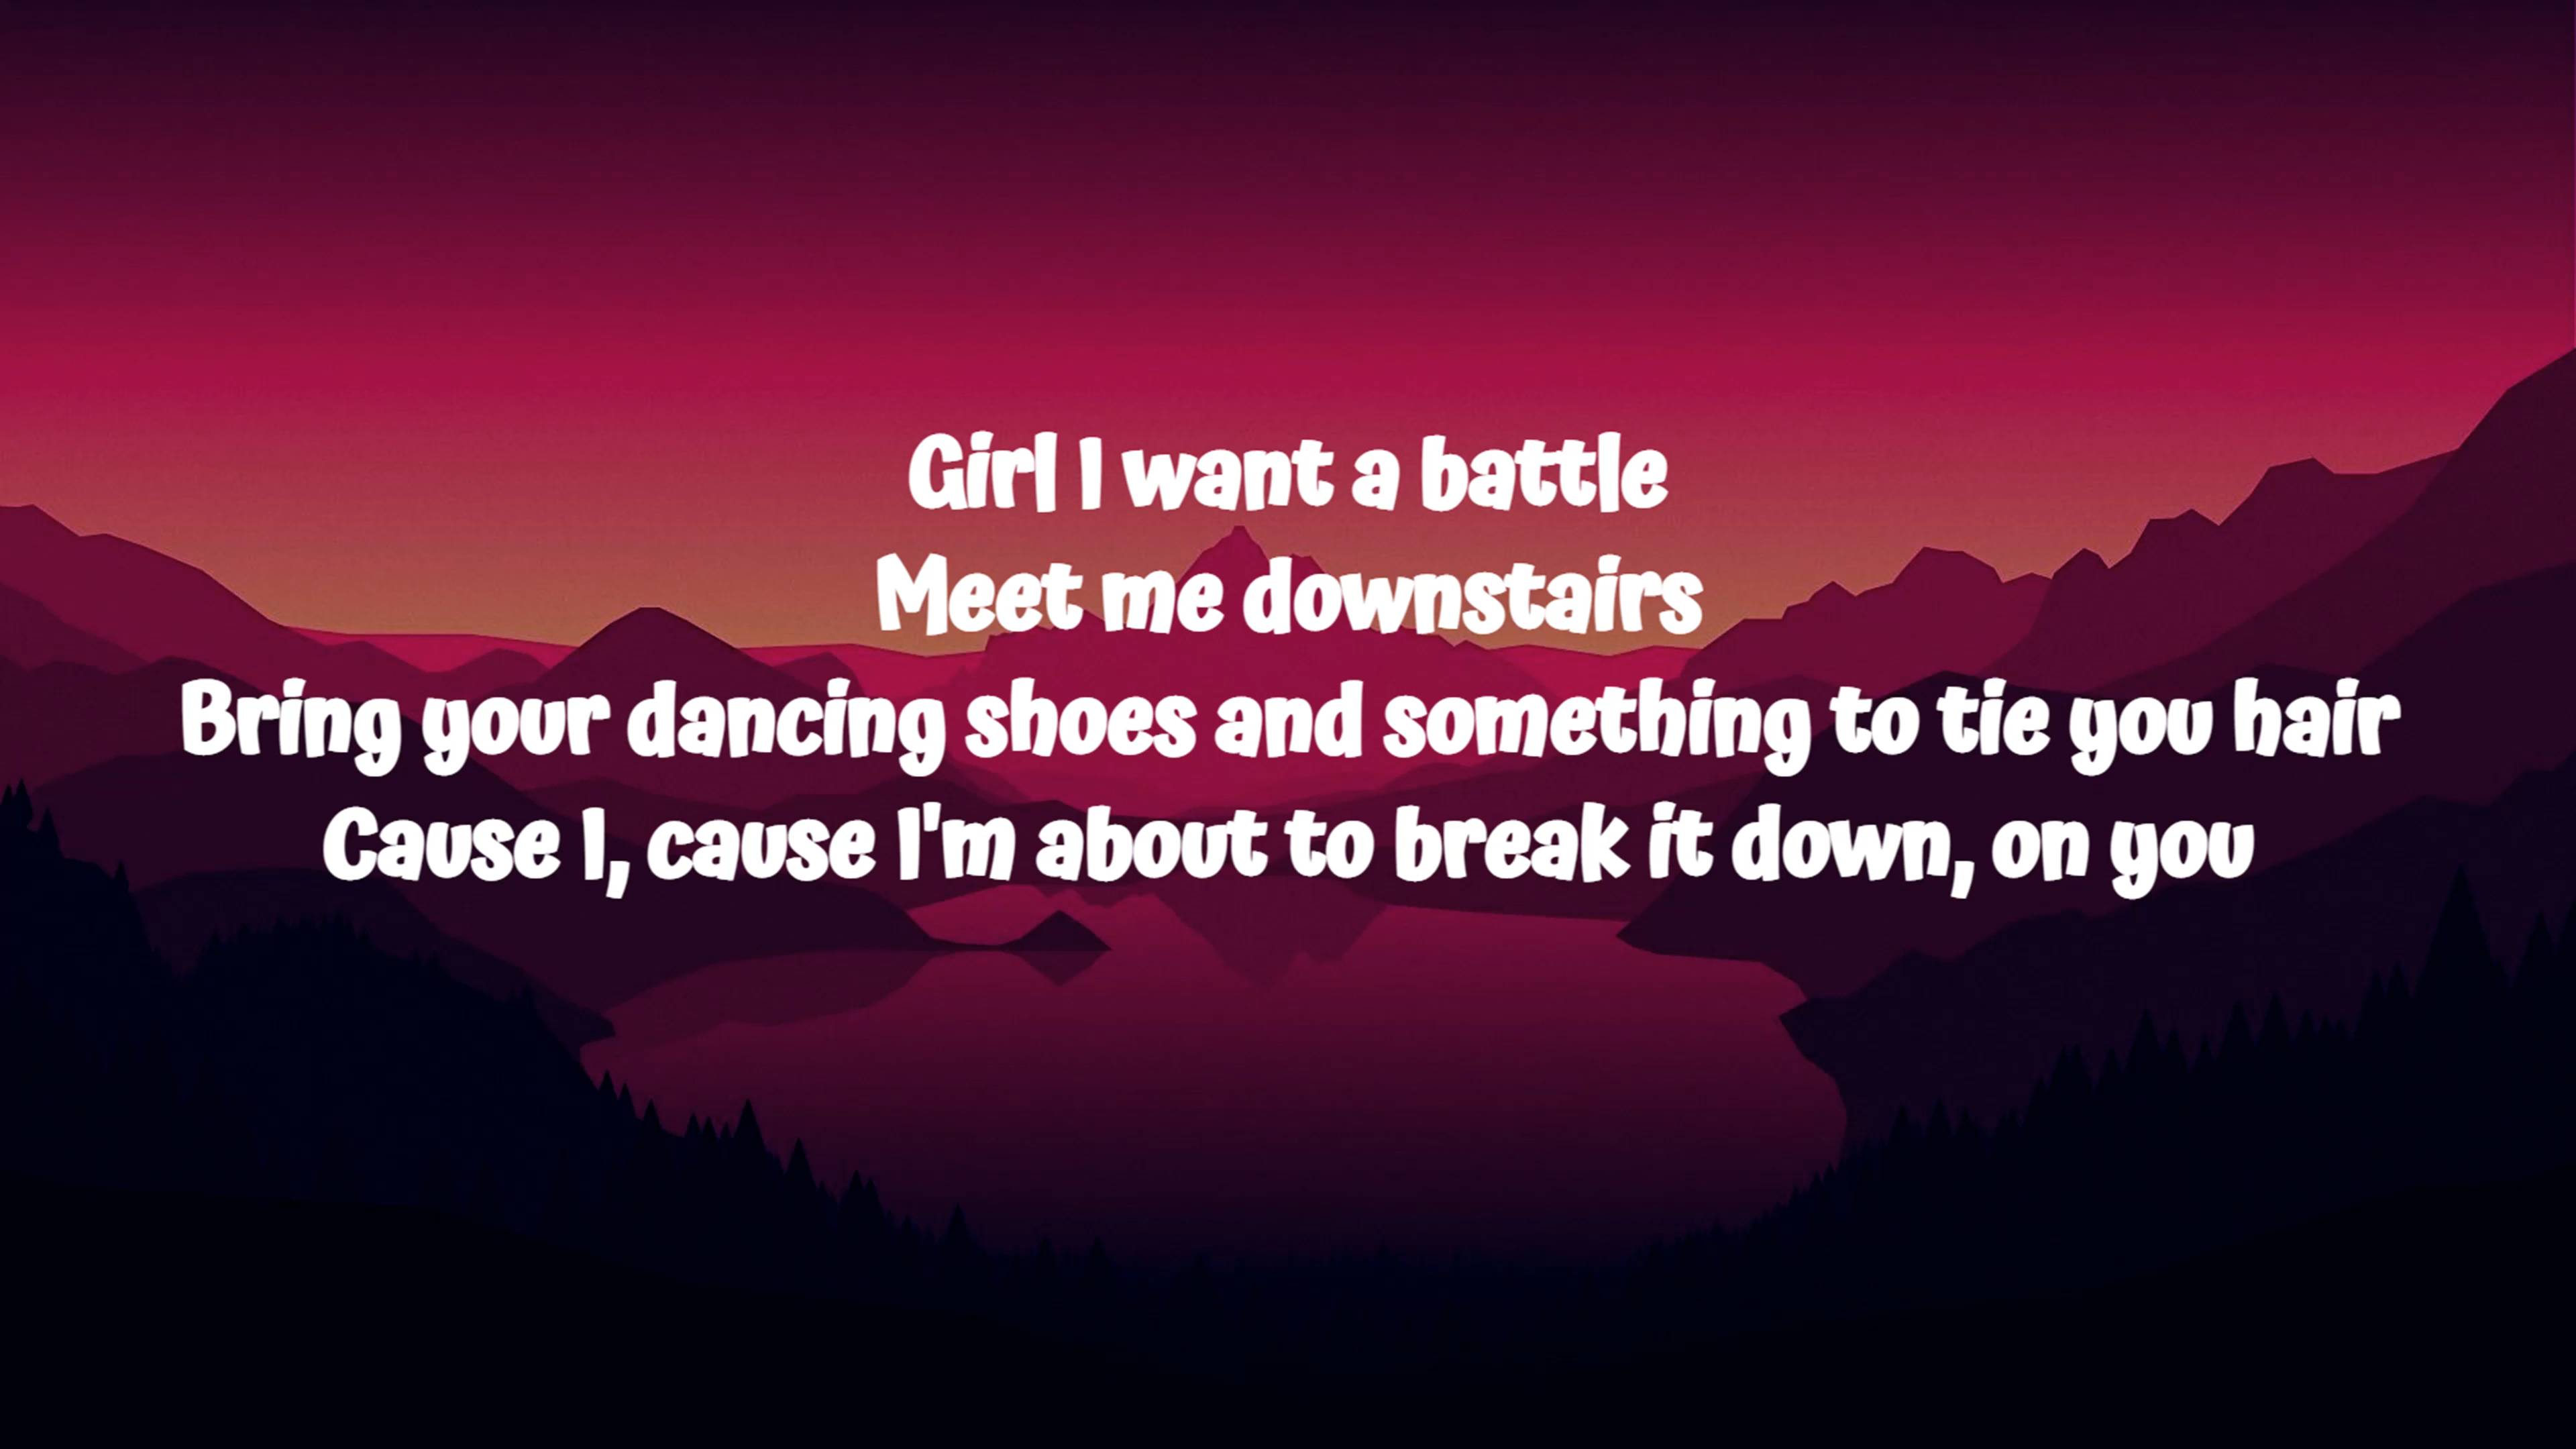 Girl I want a battle
Meet me downstairs
Bring your dancing shoes and something to tie you hair
Cause I, cause I'm about to break it down, on you